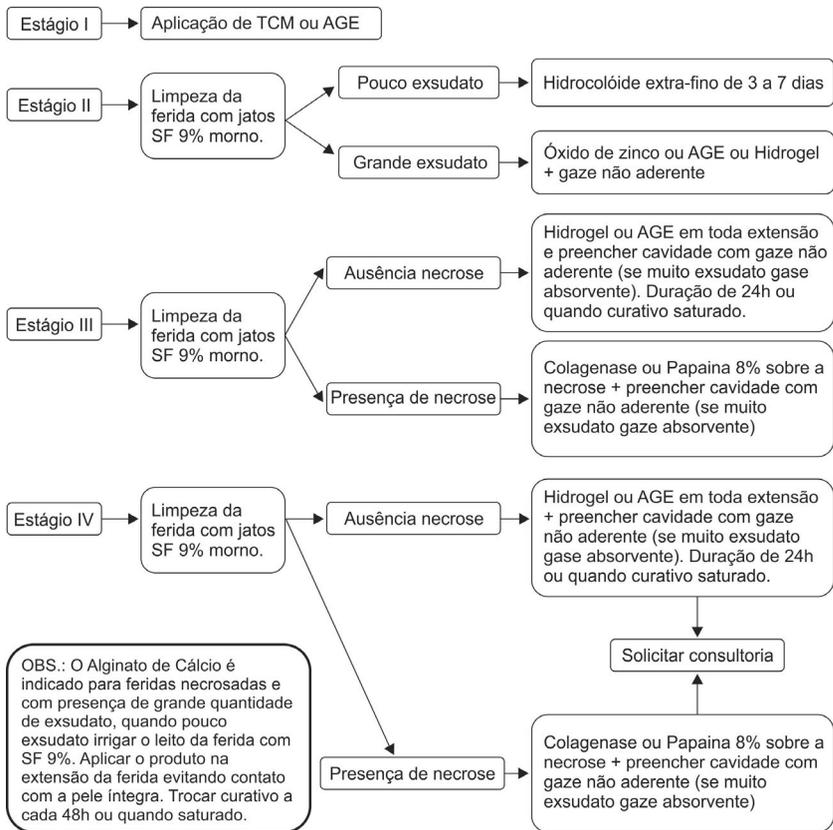 Estágio I
Aplicação de TCM ou AGE
Estágio II
Limpeza da
ferida com jatos
SF 9% morno.
Pouco exsudato
Hidrocolóide extra-fino de 3 a 7 dias
Grande exsudato
Óxido de zinco ou AGE ou Hidrogel
+ gaze não aderente
Estágio III
Limpeza da
ferida com jatos
SF 9% morno.
Ausência necrose
Hidrogel ou AGE em toda extensão
e preencher cavidade com gaze não
aderente (se muito exsudato gase
absorvente). Duração de 24h ou
quando curativo saturado.
Presença de necrose
Colagenase ou Papaina 8% sobre a
necrose + preencher cavidade com
gaze não aderente (se muito
exsudato gaze absorvente)
Estágio IV
Limpeza da
ferida com jatos
SF 9% morno.
Ausência necrose
Hidrogel ou AGE em toda extensão
+ preencher cavidade com gaze
não aderente (se muito exsudato
gase absorvente). Duração de 24h
ou quando curativo saturado.
Solicitar consultoria
Presença de necrose
Colagenase ou Papaina 8% sobre a
necrose + preencher cavidade com
gaze não aderente (se muito
exsudato gaze absorvente)
OBS.: O Alginato de Cálcio é
indicado para feridas necrosadas e
com presença de grande quantidade
de exsudato, quando pouco
exsudato irrigar o leito da ferida com
SF 9%. Aplicar o produto na
extensão da ferida evitando contato
com a pele íntegra. Trocar curativo a
cada 48h ou quando saturado.